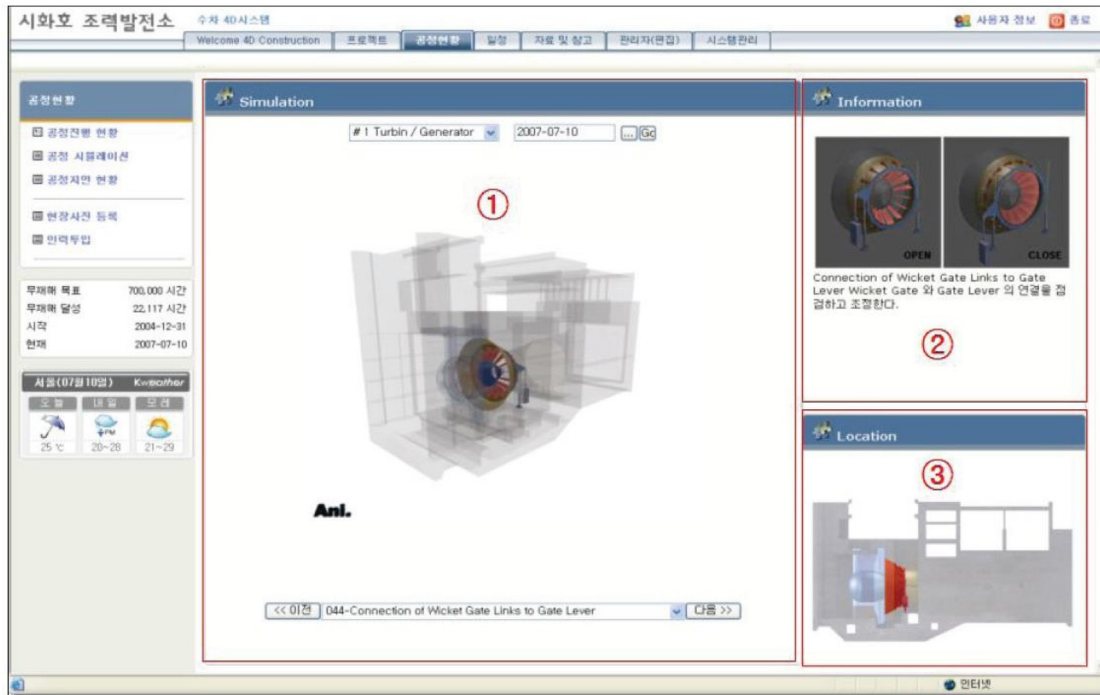 시화호 조력발전소
수차 4D시스템
사용자 정보 종료
Welcome 4D Construction 프로젝트 공정현황 일정 자료 및 참고 관리자(편집) 시스템관리
공정현황
공정진행 현황
공정 시뮬레이션
공정지연 현황
현장사진 등록
인력투입
무재해 목표 700,000 시간
무재해 달성 22,117 시간
시작 2004-12-31
현재 2007-07-10
서울(07월10일) Kweather
오늘 내일 모레
PM
25 ℃ 20~28 21~29
Simulation
# 1 Turbin / Generator 2007-07-10 ... Go
①
Ani.
<< 이전 044-Connection of Wicket Gate Links to Gate Lever 다음 >>
Information
OPEN CLOSE
Connection of Wicket Gate Links to Gate
Lever Wicket Gate 와 Gate Lever 의 연결을 점
검하고 조정한다.
②
Location
③
인터넷